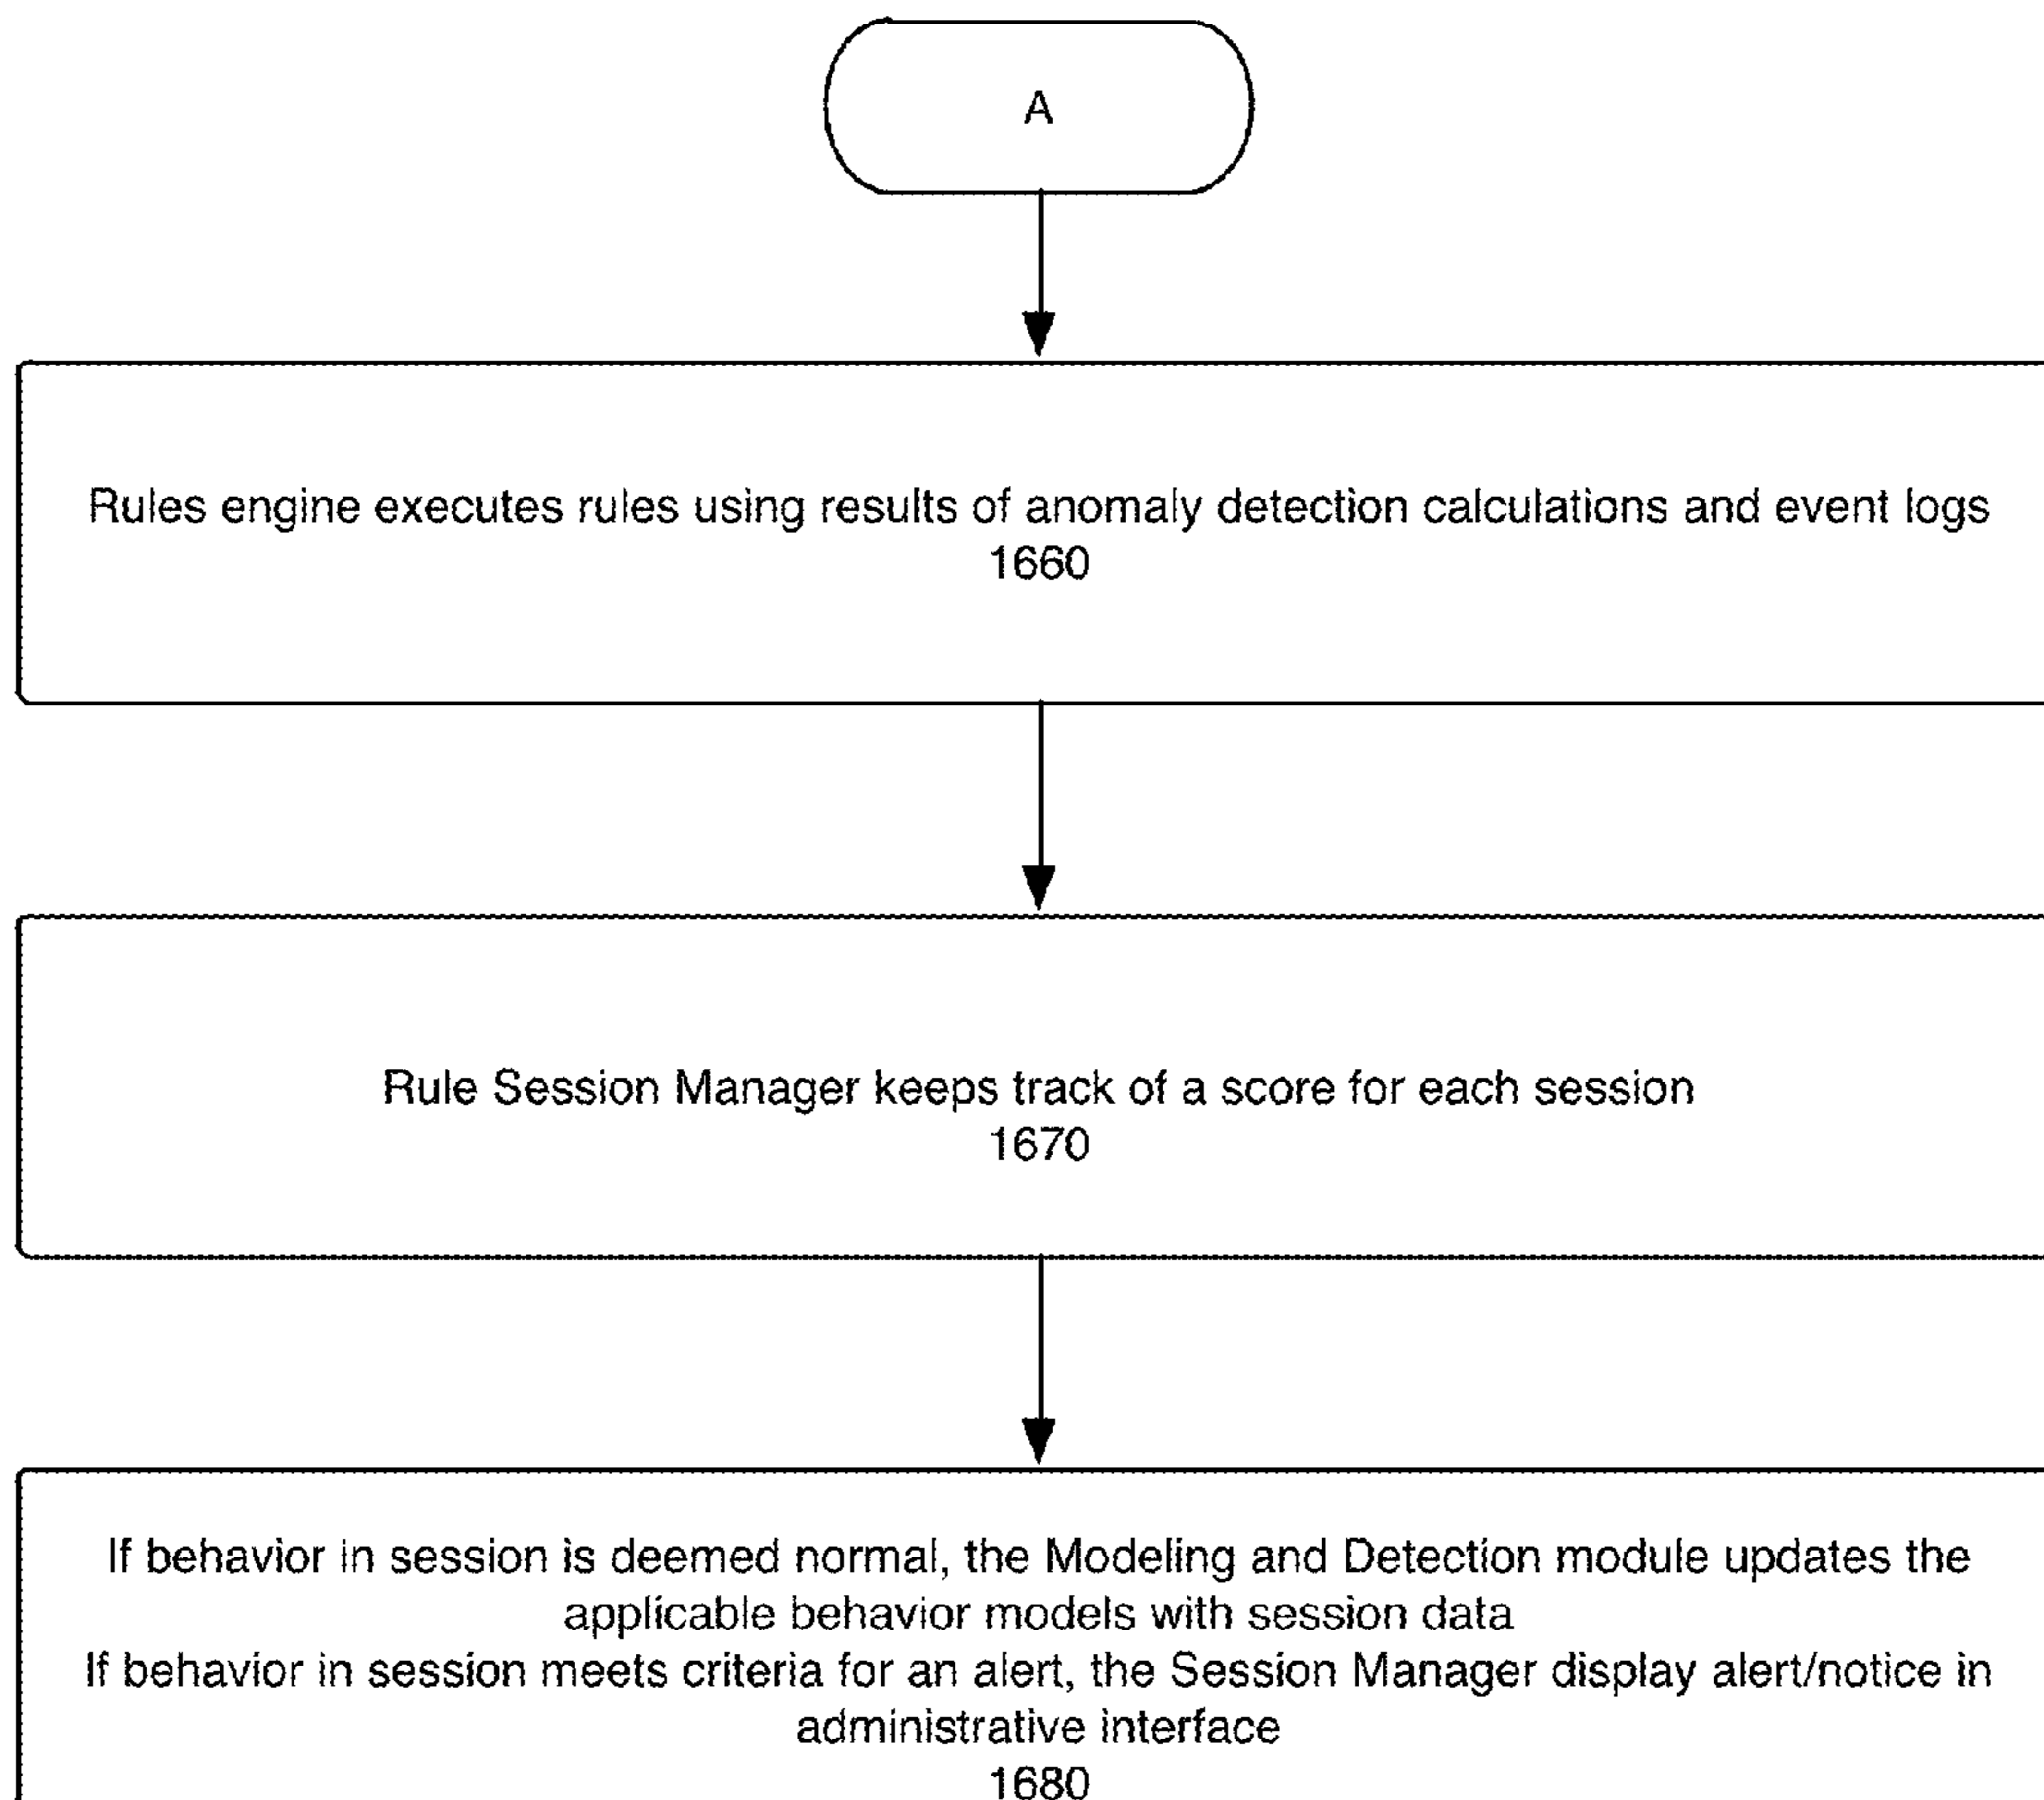 A
Rules engine executes rules using results of anomaly detection calculations and event logs
1660
Rule Session Manager keeps track of a score for each session
1670
If behavior in session is deemed normal, the Modeling and Detection module updates the
applicable behavior models with session data
If behavior in session meets criteria for an alert, the Session Manager display alert/notice in
administrative interface
1680